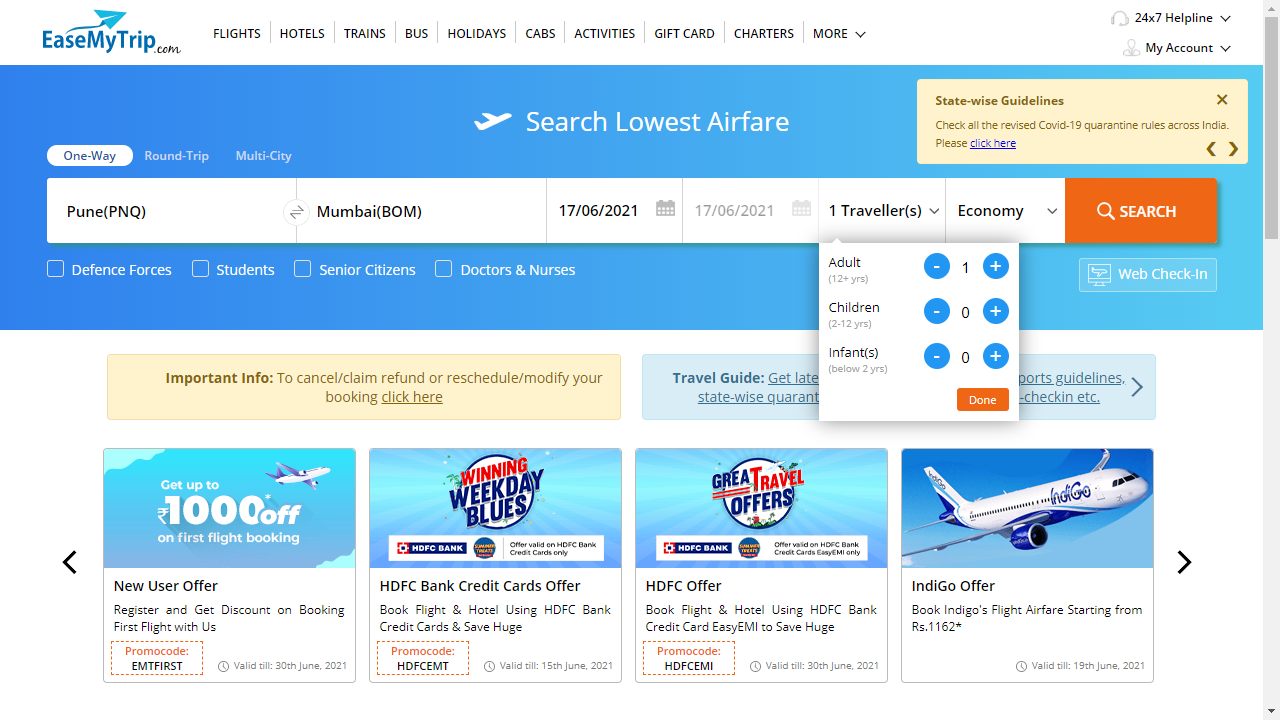 EaseMyTrip.com
FLIGHTS
HOTELS
TRAINS
BUS
HOLIDAYS
CABS
ACTIVITIES
GIFT CARD
CHARTERS
MORE
24x7 Helpline
My Account
Search Lowest Airfare
State-wise Guidelines
Check all the revised Covid-19 quarantine rules across India.
Please click here
One-Way
Round-Trip
Multi-City
Pune(PNQ)
Mumbai(BOM)
17/06/2021
17/06/2021
1 Traveller(s)
Economy
SEARCH
Defence Forces
Students
Senior Citizens
Doctors & Nurses
Web Check-In
Adult
(12+ yrs)
- 1 +
Children
(2-12 yrs)
- 0 +
Infant(s)
(below 2 yrs)
- 0 +
Done
Important Info: To cancel/claim refund or reschedule/modify your
booking click here
Travel Guide: Get late ports guidelines,
state-wise quarant -checkin etc.
Get up to
₹1000*off
on first flight booking
New User Offer
Register and Get Discount on Booking
First Flight with Us
Promocode:
EMTFIRST
Valid till: 30th June, 2021
WINNING
WEEKDAY
BLUES
HDFC BANK
SUMMER
TREATS
Offer valid on HDFC Bank
Credit Cards only
HDFC Bank Credit Cards Offer
Book Flight & Hotel Using HDFC Bank
Credit Cards & Save Huge
Promocode:
HDFCEMT
Valid till: 15th June, 2021
GREAT TRAVEL
OFFERS
HDFC BANK
SUMMER
TREATS
Offer valid on HDFC Bank
Credit Cards EasyEMI only
HDFC Offer
Book Flight & Hotel Using HDFC Bank
Credit Card EasyEMI to Save Huge
Promocode:
HDFCEMI
Valid till: 30th June, 2021
IndiGo
IndiGo
IndiGo Offer
Book Indigo's Flight Airfare Starting from
Rs.1162*
Valid till: 19th June, 2021